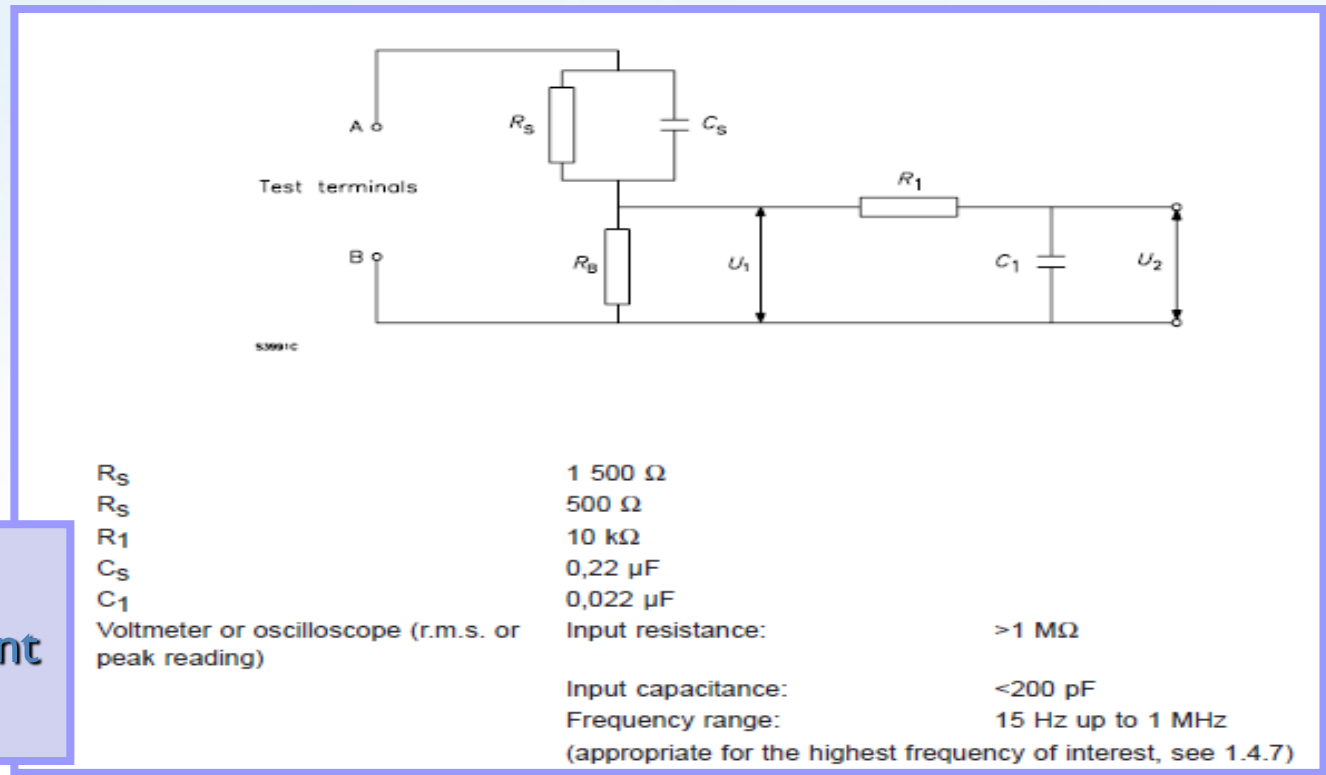 A
Test terminals
B
RS
CS
RB
U1
R1
C1
U2
S3991C
RS 1 500 Ω
RS 500 Ω
R1 10 kΩ
CS 0,22 µF
C1 0,022 µF
Voltmeter or oscilloscope (r.m.s. or Input resistance: >1 MΩ
peak reading)
Input capacitance: <200 pF
Frequency range: 15 Hz up to 1 MHz
(appropriate for the highest frequency of interest, see 1.4.7)
nt